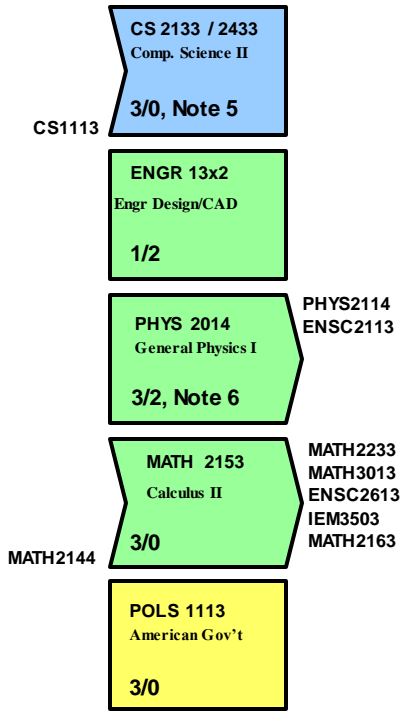 CS 2133 / 2433
Comp. Science II
3/0, Note 5
CS1113
ENGR 13x2
Engr Design/CAD
1/2
PHYS 2014
General Physics I
3/2, Note 6
PHYS2114
ENSC2113
MATH 2153
Calculus II
3/0
MATH2144
MATH2233
MATH3013
ENSC2613
IEM3503
MATH2163
POLS 1113
American Gov't
3/0